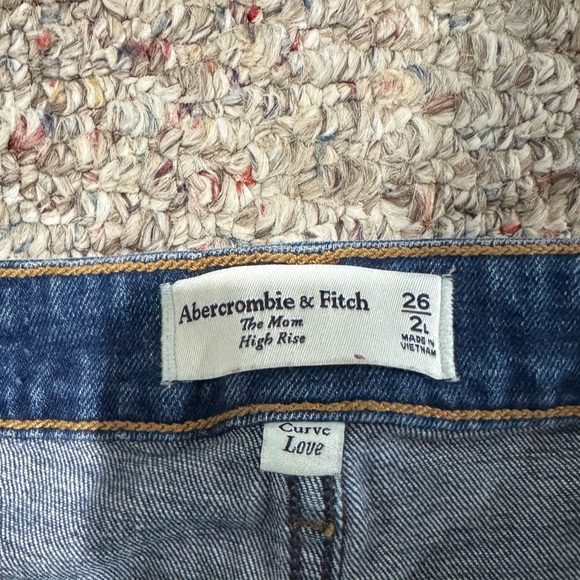 Abercrombie & Fitch
The Mom
High Rise
26
2L
MADE IN
VIETNAM
Curve
Love